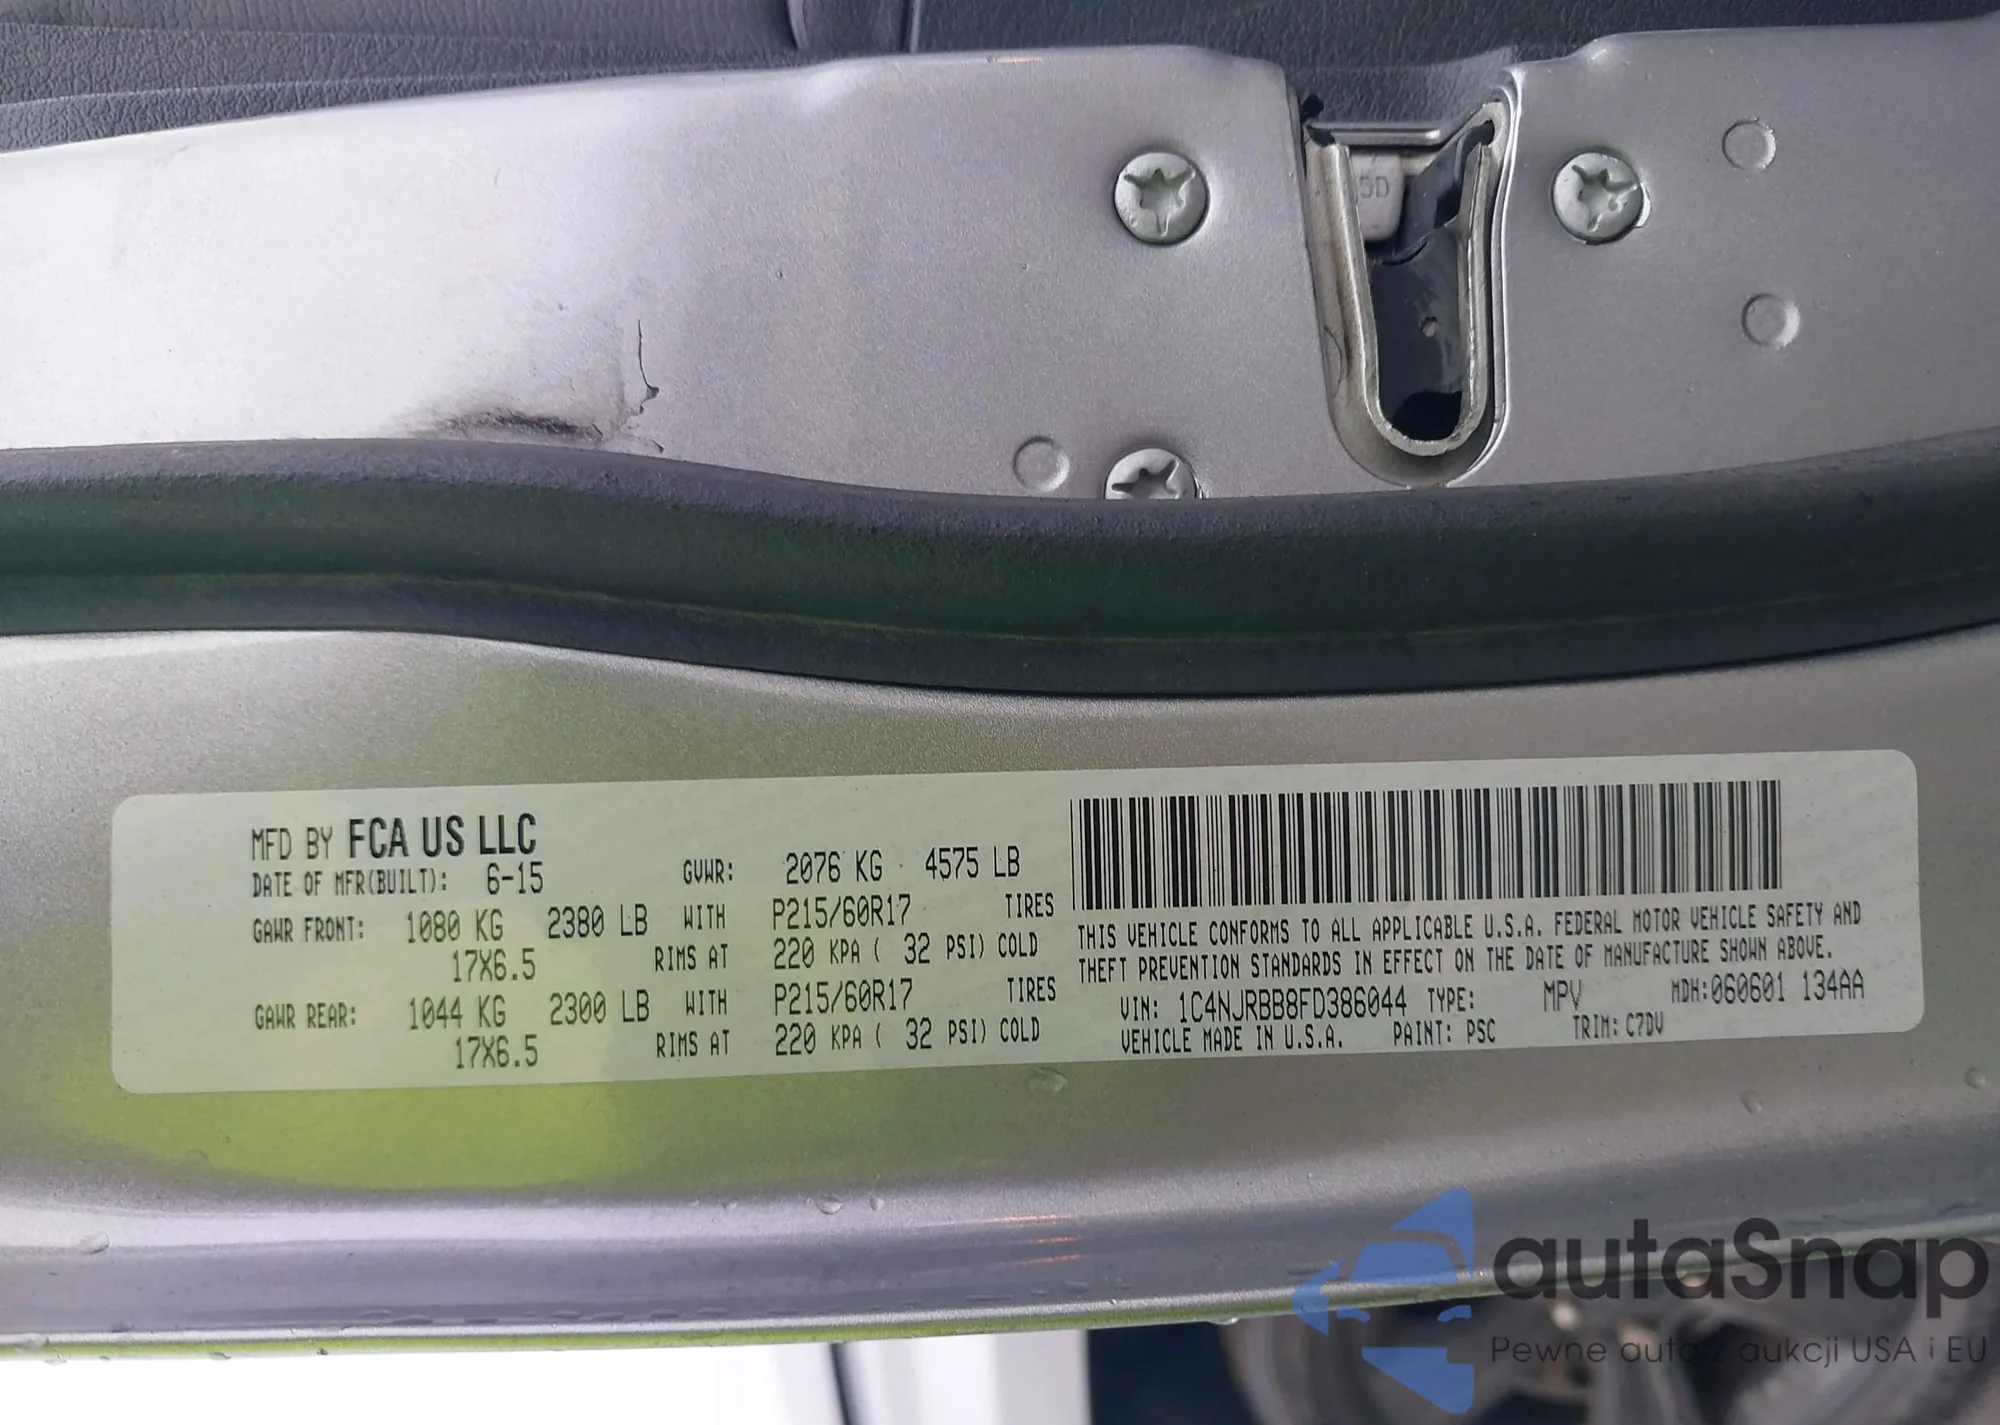 5D
MFD BY FCA US LLC
DATE OF MFR(BUILT): 6-15 GVWR: 2076 KG 4575 LB
GAWR FRONT: 1080 KG 2380 LB WITH P215/60R17 TIRES
17X6.5 RIMS AT 220 KPA ( 32 PSI) COLD
GAWR REAR: 1044 KG 2300 LB WITH P215/60R17 TIRES
17X6.5 RIMS AT 220 KPA ( 32 PSI) COLD
THIS VEHICLE CONFORMS TO ALL APPLICABLE U.S.A. FEDERAL MOTOR VEHICLE SAFETY AND
THEFT PREVENTION STANDARDS IN EFFECT ON THE DATE OF MANUFACTURE SHOWN ABOVE.
VIN: 1C4NJRBB8FD386044 TYPE: MPV MDH:060601 134AA
VEHICLE MADE IN U.S.A. PAINT: PSC TRIM: C7DV
autaSnap
Pewne auta z aukcji USA i EU